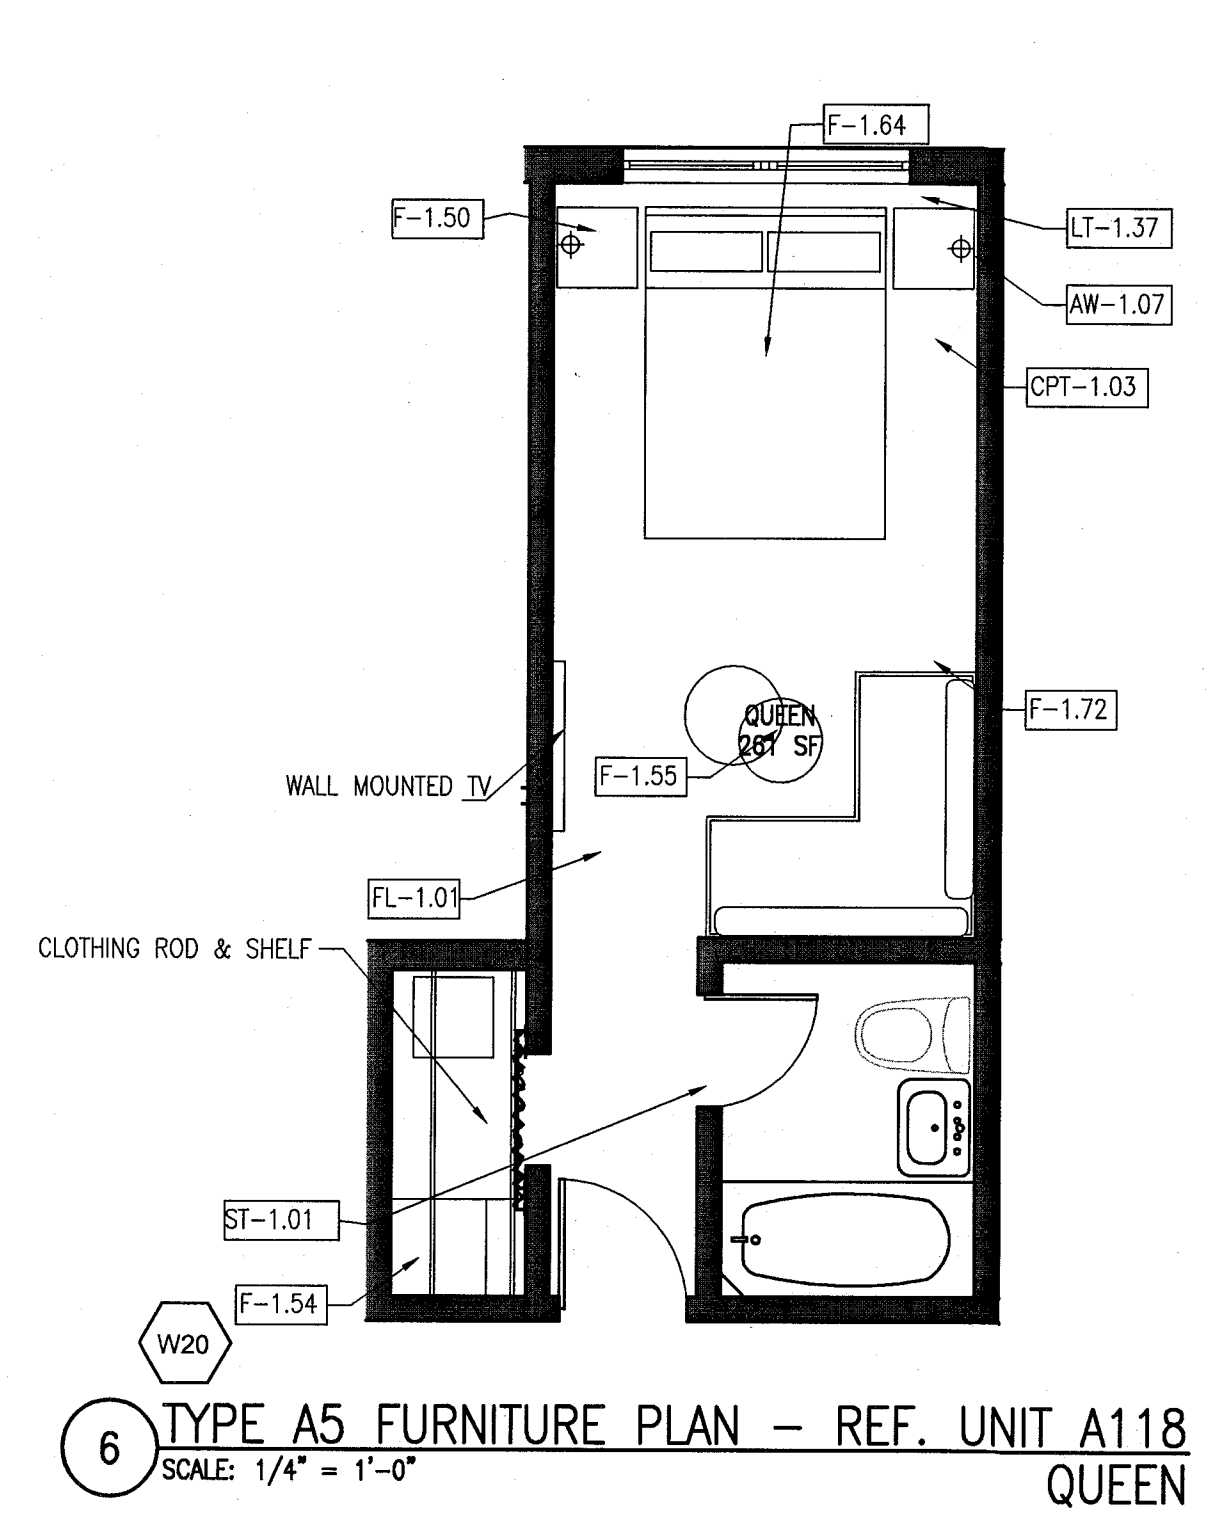 F-1.64
F-1.50
LT-1.37
AW-1.07
CPT-1.03
F-1.72
QUEEN
261 SF
F-1.55
WALL MOUNTED TV
FL-1.01
CLOTHING ROD & SHELF
ST-1.01
F-1.54
W20
6
TYPE A5 FURNITURE PLAN - REF. UNIT A118
SCALE: 1/4" = 1'-0"
QUEEN